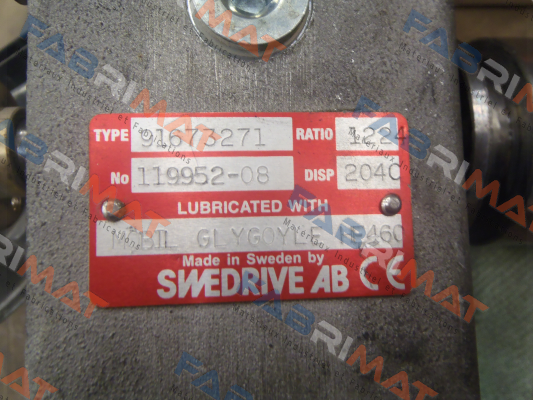 TYPE 91673271 RATIO 1224
No 119952-08 DISP 2040
LUBRICATED WITH
GLYGOYLE 460
Made in Sweden by
SWEDRIVE AB CE
FABRIMAT